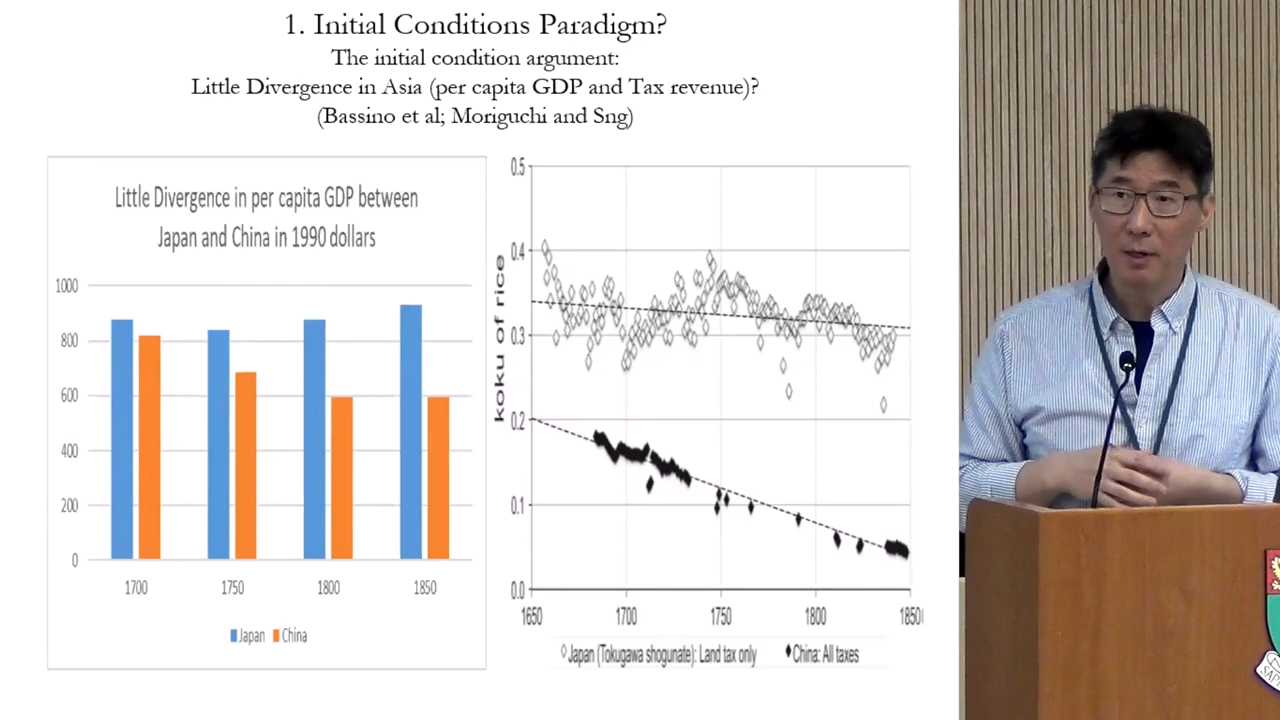 1. Initial Conditions Paradigm?
The initial condition argument:
Little Divergence in Asia (per capita GDP and Tax revenue)?
(Bassino et al; Moriguchi and Sng)
Little Divergence in per capita GDP between
Japan and China in 1990 dollars
1000
800
600
400
200
0
1700 1750 1800 1850
Japan China
koku of rice
0.5
0.4
0.3
0.2
0.1
0.0
1650 1700 1750 1800 1850
Japan (Tokugawa shogunate): Land tax only China: All taxes
SAPI